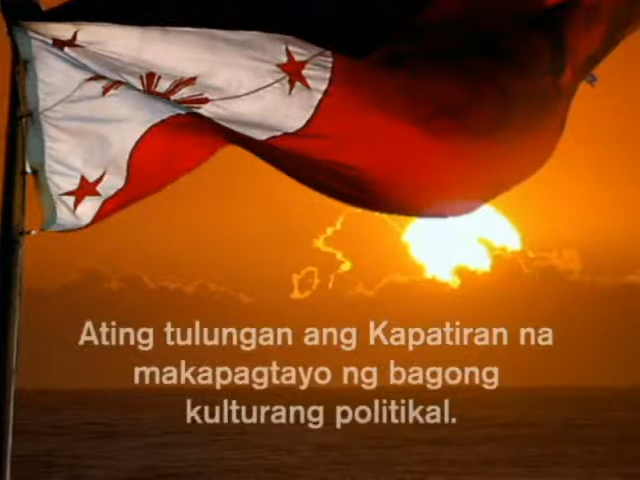 Ating tulungan ang Kapatiran na
makapagtayo ng bagong
kulturang politikal.